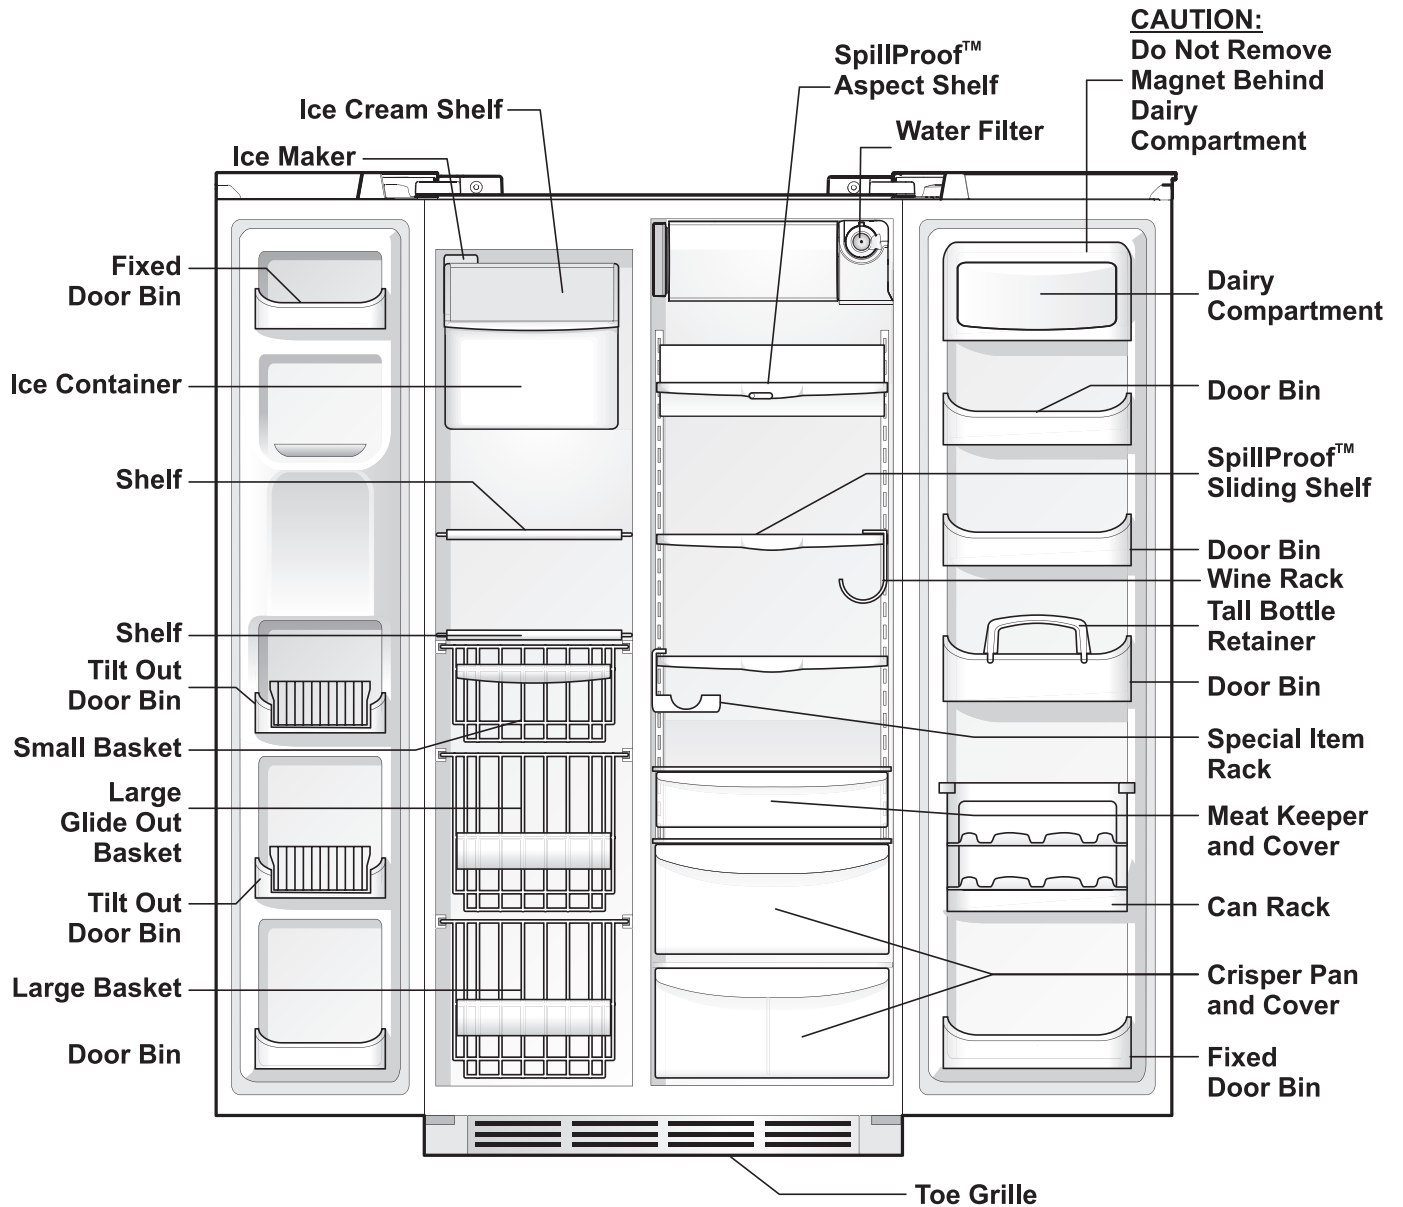 CAUTION:
Do Not Remove
Magnet Behind
Dairy
Compartment
SpillProof™
Aspect Shelf
Water Filter
Ice Cream Shelf
Ice Maker
Fixed
Door Bin
Ice Container
Shelf
Shelf
Tilt Out
Door Bin
Small Basket
Large
Glide Out
Basket
Tilt Out
Door Bin
Large Basket
Door Bin
Dairy
Compartment
Door Bin
SpillProof™
Sliding Shelf
Door Bin
Wine Rack
Tall Bottle
Retainer
Door Bin
Special Item
Rack
Meat Keeper
and Cover
Can Rack
Crisper Pan
and Cover
Fixed
Door Bin
Toe Grille